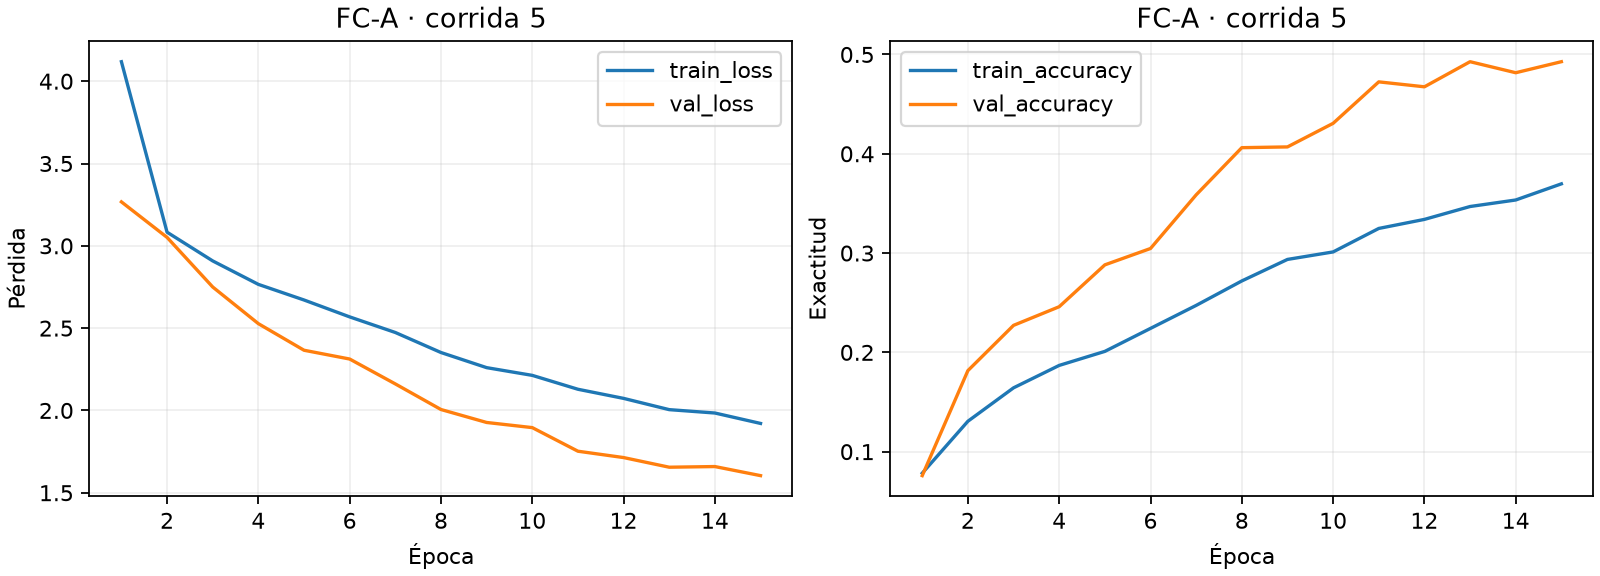 FC-A · corrida 5
train_loss
val_loss
Pérdida
4.0
3.5
3.0
2.5
2.0
1.5
2 4 6 8 10 12 14
Época
FC-A · corrida 5
train_accuracy
val_accuracy
Exactitud
0.5
0.4
0.3
0.2
0.1
2 4 6 8 10 12 14
Época